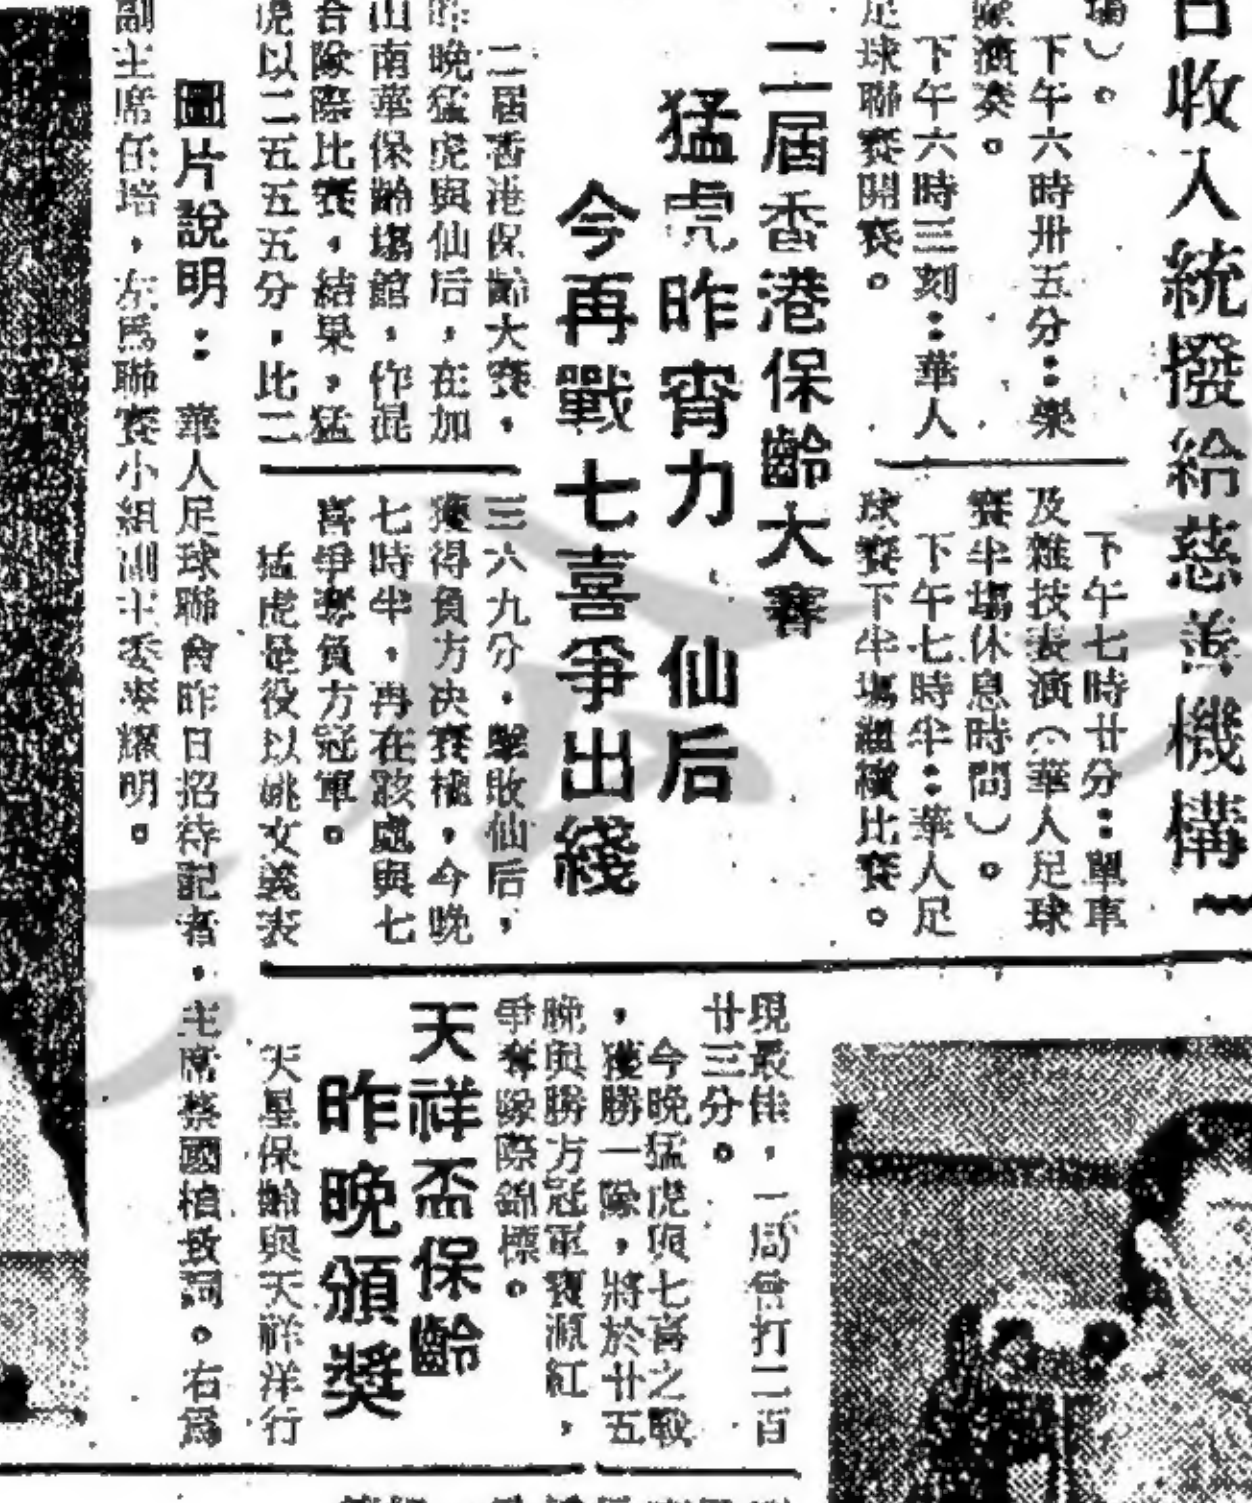 收入統撥給慈善機構
場）。
下午六時卅五分：樂
隊演奏。
下午六時三刻：華人
足球聯賽開賽。
下午七時廿分：單車
及雜技表演（華人足球
賽半場休息時間）。
下午七時半：華人足
球賽下半場繼續比賽。
二屆香港保齡大賽
猛虎昨宵力 仙后
今再戰七喜爭出綫
二屆香港保齡大賽，
昨晚猛虎與仙后，在加
山南華保齡場館，作混
合隊際比賽，結果，猛
虎以二五五五分，比二
三六九分，擊敗仙后，
獲得負方决賽權，今晚
七時半，再在該處與七
喜爭奪負方冠軍。
猛虎是役以姚文義表
現最佳，一局曾打二百
廿三分。
今晚猛虎與七喜之戰
，獲勝一隊，將於廿五
晚與勝方冠軍寶源紅，
爭奪隊際錦標。
天祥盃保齡
昨晚頒獎
天星保齡與天祥洋行
圖片說明：華人足球聯會昨日招待記者，主席蔡國楨致詞。右爲
副主席任培，左爲聯賽小組副主委麥耀明。